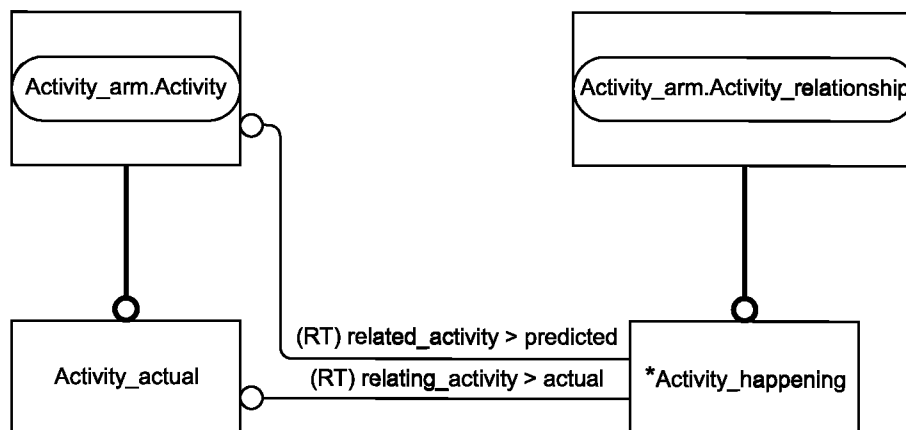 Activity_arm.Activity
Activity_arm.Activity_relationship
(RT) related_activity > predicted
Activity_actual
(RT) relating_activity > actual
*Activity_happening